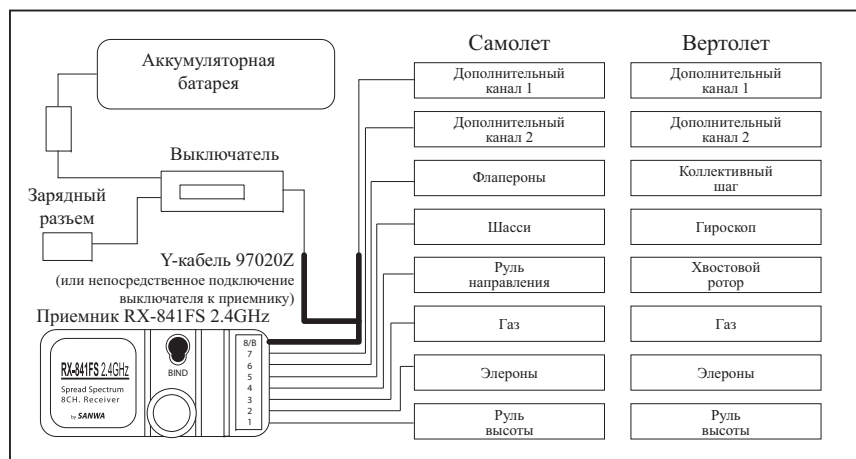 Аккумуляторная
батарея
Выключатель
Зарядный
разъем
Y-кабель 97020Z
(или непосредственное подключение
выключателя к приемнику)
Приемник RX-841FS 2.4GHz
RX-841FS 2.4GHz
Spread Spectrum
8CH. Receiver
by SANWA
BIND
8/B
7
6
5
4
3
2
1
Самолет
Дополнительный
канал 1
Дополнительный
канал 2
Флапероны
Шасси
Руль
направления
Газ
Элероны
Руль
высоты
Вертолет
Дополнительный
канал 1
Дополнительный
канал 2
Коллективный
шаг
Гироскоп
Хвостовой
ротор
Газ
Элероны
Руль
высоты